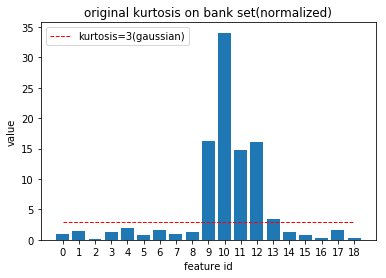 original kurtosis on bank set(normalized)
kurtosis=3(gaussian)
35
30
25
20
15
10
5
0
value
0 1 2 3 4 5 6 7 8 9 10 11 12 13 14 15 16 17 18
feature id